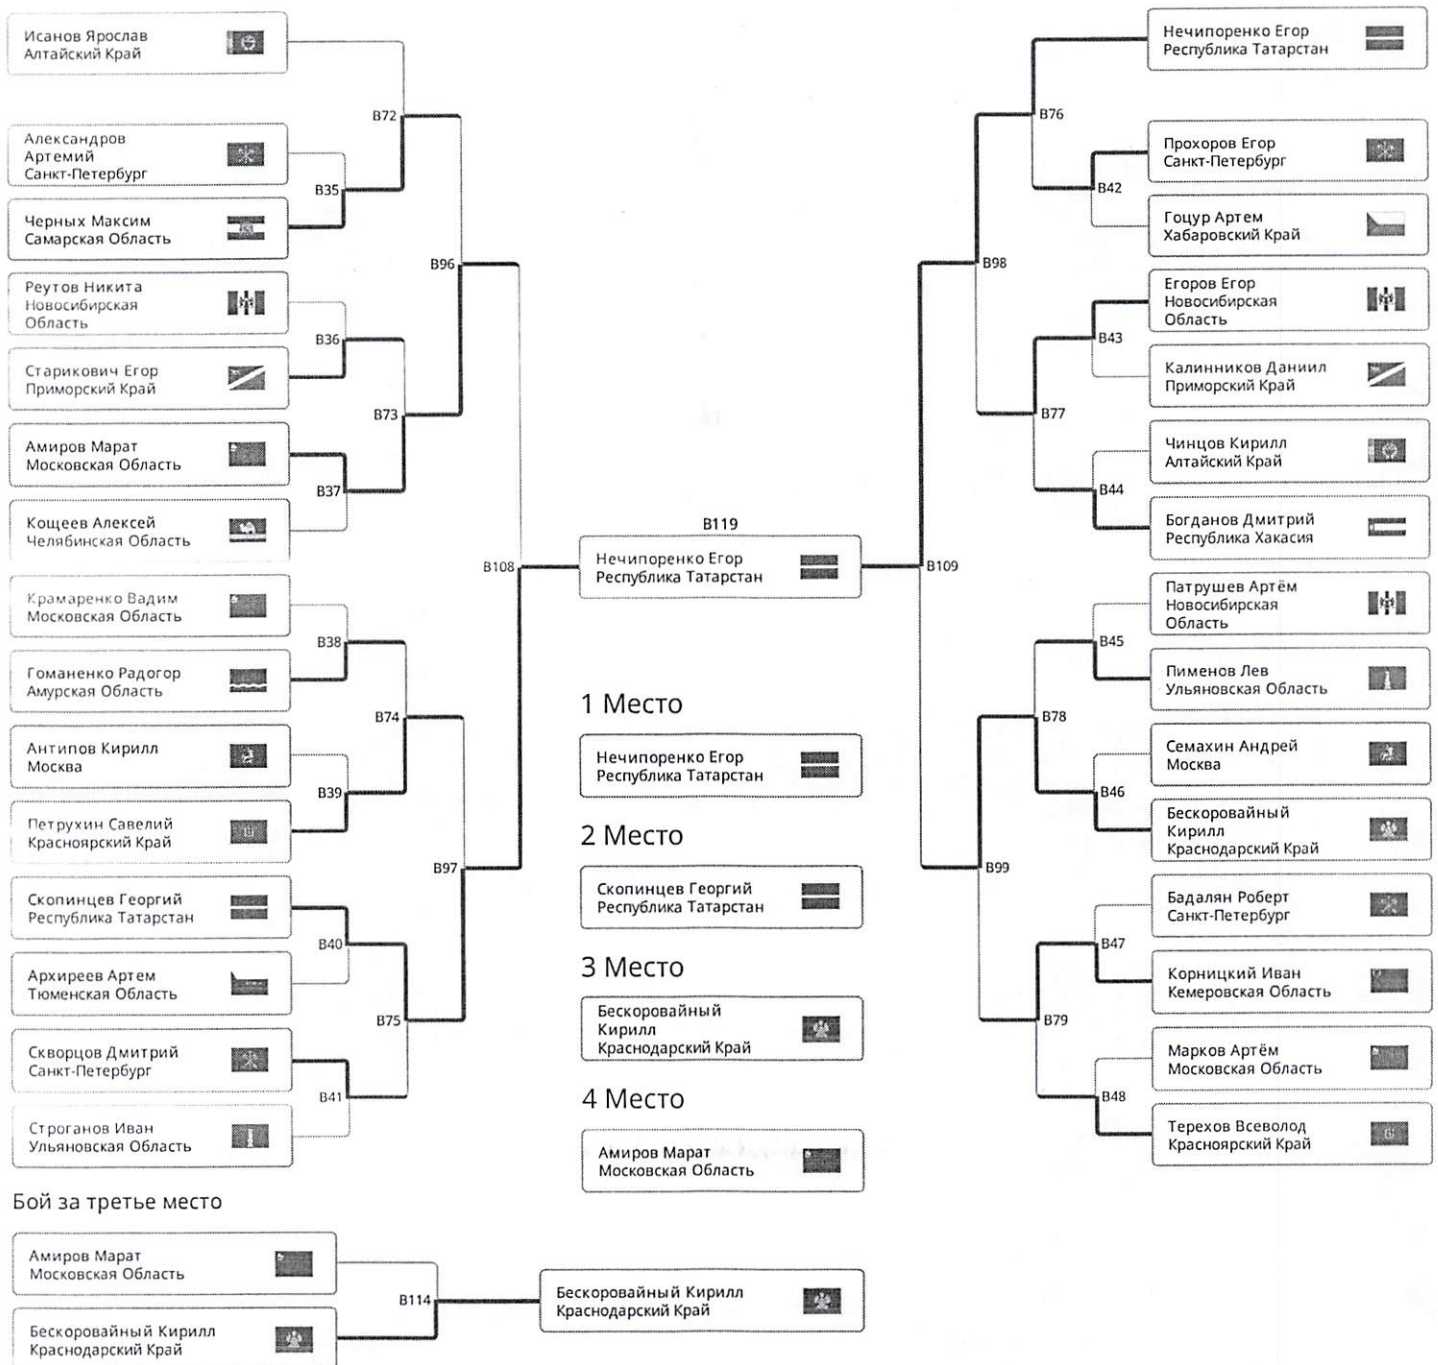 Исанов Ярослав
Алтайский Край
B72
Александров
Артемий
Санкт-Петербург
B35
Черных Максим
Самарская Область
B96
Реутов Никита
Новосибирская
Область
B36
Старикович Егор
Приморский Край
B73
Амиров Марат
Московская Область
B37
Кощеев Алексей
Челябинская Область
B108
Крамаренко Вадим
Московская Область
B38
Гоманенко Радогор
Амурская Область
B74
Антипов Кирилл
Москва
B39
Петрухин Савелий
Красноярский Край
B97
Скопинцев Георгий
Республика Татарстан
B40
Архиреев Артем
Тюменская Область
B75
Скворцов Дмитрий
Санкт-Петербург
B41
Строганов Иван
Ульяновская Область
B119
Нечипоренко Егор
Республика Татарстан
1 Место
Нечипоренко Егор
Республика Татарстан
2 Место
Скопинцев Георгий
Республика Татарстан
3 Место
Бескоровайный
Кирилл
Краснодарский Край
4 Место
Амиров Марат
Московская Область
Нечипоренко Егор
Республика Татарстан
B76
Прохоров Егор
Санкт-Петербург
B42
Гоцур Артем
Хабаровский Край
B98
Егоров Егор
Новосибирская
Область
B43
Калинников Даниил
Приморский Край
B77
Чинцов Кирилл
Алтайский Край
B44
Богданов Дмитрий
Республика Хакасия
B109
Патрушев Артём
Новосибирская
Область
B45
Пименов Лев
Ульяновская Область
B78
Семахин Андрей
Москва
B46
Бескоровайный
Кирилл
Краснодарский Край
B99
Бадалян Роберт
Санкт-Петербург
B47
Корницкий Иван
Кемеровская Область
B79
Марков Артём
Московская Область
B48
Терехов Всеволод
Красноярский Край
Бой за третье место
Амиров Марат
Московская Область
B114
Бескоровайный Кирилл
Краснодарский Край
Бескоровайный Кирилл
Краснодарский Край